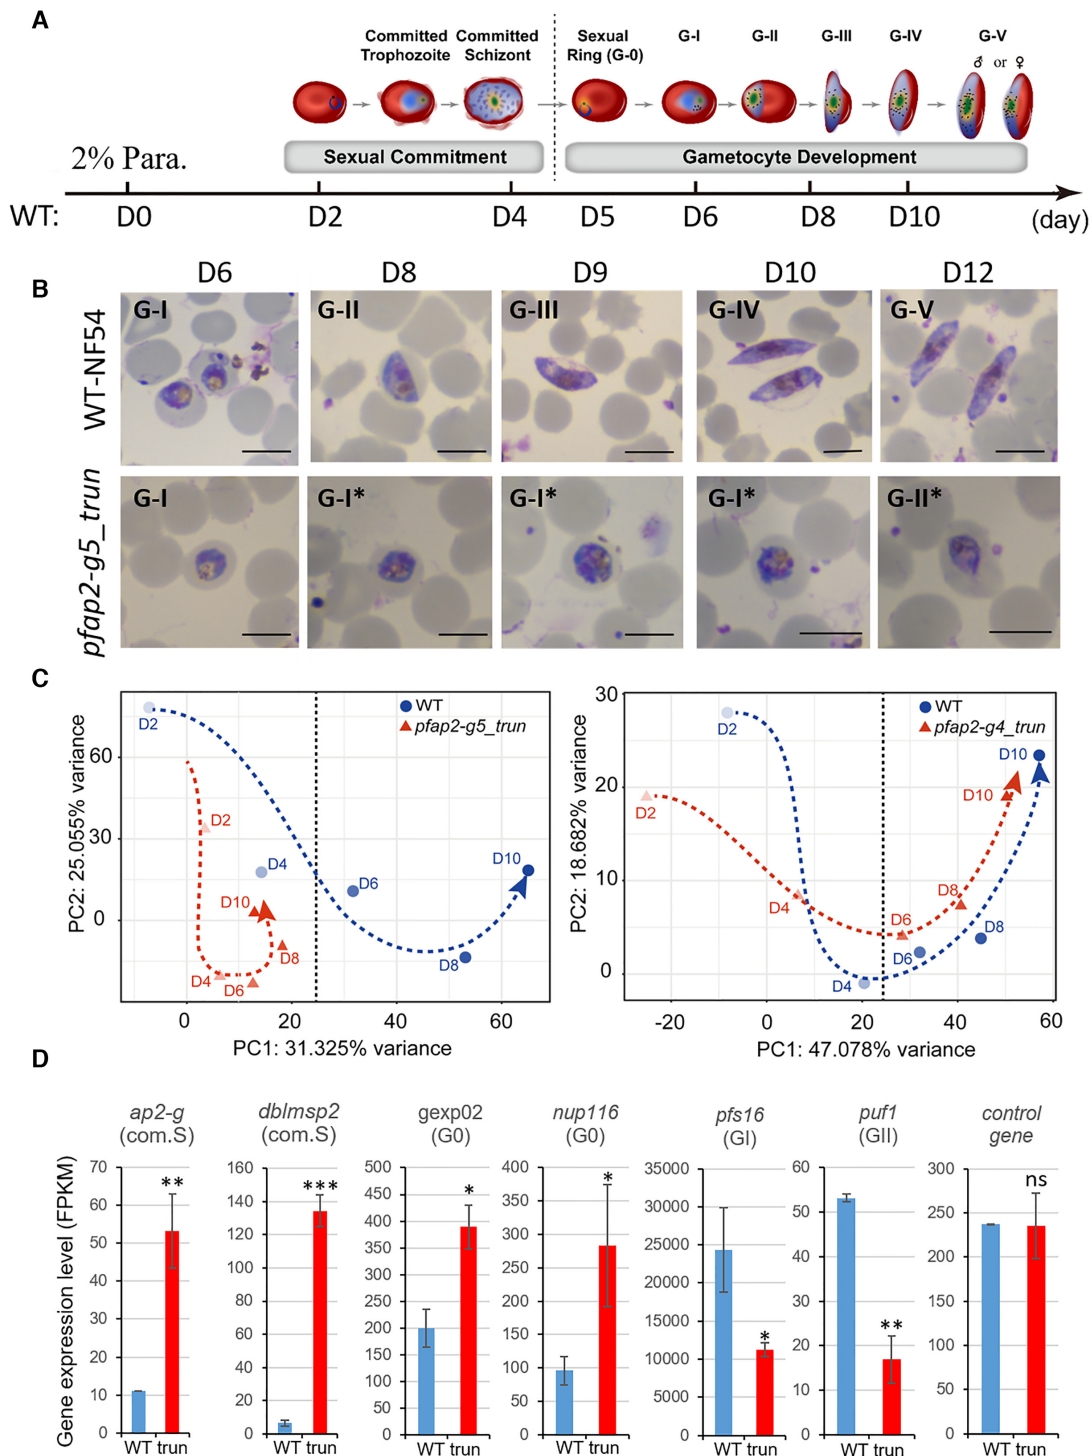 A
Committed Trophozoite
Committed Schizont
Sexual Ring (G-0)
G-I
G-II
G-III
G-IV
G-V
♂ or ♀
2% Para.
Sexual Commitment
Gametocyte Development
WT:
D0
D2
D4
D5
D6
D8
D10
(day)
B
D6
D8
D9
D10
D12
WT-NF54
G-I
G-II
G-III
G-IV
G-V
pfap2-g5_trun
G-I
G-I*
G-I*
G-I*
G-II*
C
PC2: 25.055% variance
60
30
0
WT
pfap2-g5_trun
D2
D2
D4
D6
D10
D10
D8
D8
D4
D6
0
20
40
60
PC1: 31.325% variance
PC2: 18.682% variance
30
20
10
0
WT
pfap2-g4_trun
D2
D10
D10
D2
D8
D4
D6
D8
D6
D4
-20
0
20
40
60
PC1: 47.078% variance
D
Gene expression level (FPKM)
ap2-g
(com.S)
70
60
50
40
30
20
10
0
**
WT trun
dblmsp2
(com.S)
160
140
120
100
80
60
40
20
0
***
WT trun
gexp02
(G0)
500
450
400
350
300
250
200
150
100
50
0
*
WT trun
nup116
(G0)
400
350
300
250
200
150
100
50
0
*
WT trun
pfs16
(GI)
35000
30000
25000
20000
15000
10000
5000
0
*
WT trun
puf1
(GII)
60
50
40
30
20
10
0
**
WT trun
control
gene
300
250
200
150
100
50
0
ns
WT trun